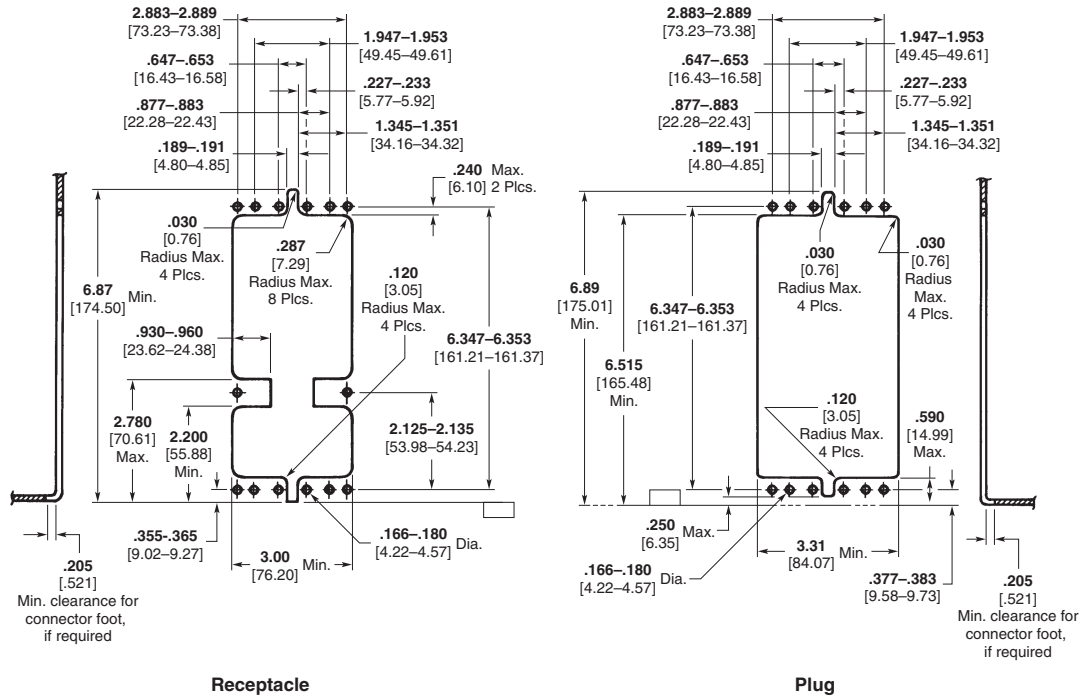 2.883–2.889
[73.23–73.38]
1.947–1.953
[49.45–49.61]
.647–.653
[16.43–16.58]
.227–.233
[5.77–5.92]
.877–.883
[22.28–22.43]
1.345–1.351
[34.16–34.32]
.189–.191
[4.80–4.85]
.240 Max.
[6.10] 2 Plcs.
.030
[0.76]
Radius Max.
4 Plcs.
.287
[7.29]
Radius Max.
8 Plcs.
.120
[3.05]
Radius Max.
4 Plcs.
6.87
[174.50] Min.
.930–.960
[23.62–24.38]
6.347–6.353
[161.21–161.37]
2.780
[70.61]
Max.
2.200
[55.88]
Min.
2.125–2.135
[53.98–54.23]
.355-.365
[9.02–9.27]
3.00
[76.20] Min.
.166–.180
[4.22–4.57] Dia.
.205
[.521]
Min. clearance for
connector foot,
if required
Receptacle
2.883–2.889
[73.23–73.38]
1.947–1.953
[49.45–49.61]
.647–.653
[16.43–16.58]
.227–.233
[5.77–5.92]
.877–.883
[22.28–22.43]
1.345–1.351
[34.16–34.32]
.189–.191
[4.80–4.85]
.030
[0.76]
Radius Max.
4 Plcs.
.030
[0.76]
Radius
Max.
4 Plcs.
6.89
[175.01]
Min.
6.347–6.353
[161.21–161.37]
6.515
[165.48]
Min.
.120
[3.05]
Radius Max.
4 Plcs.
.590
[14.99]
Max.
.250
[6.35] Max.
3.31
[84.07] Min.
.166–.180
[4.22–4.57] Dia.
.377–.383
[9.58–9.73]
.205
[.521]
Min. clearance for
connector foot,
if required
Plug